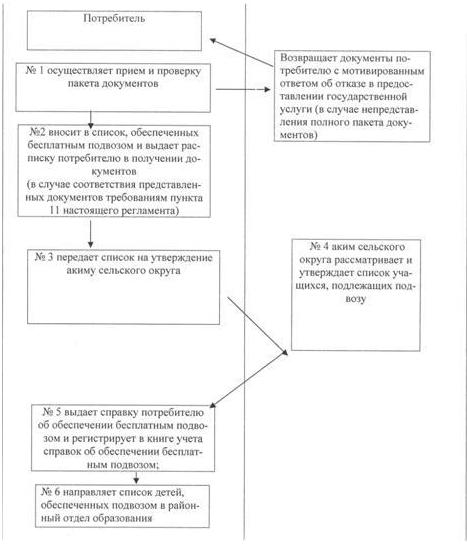 Потребитель
№ 1 осуществляет прием и проверку
пакета документов
Возвращает документы по-
требителю с мотивированным
ответом об отказе в предос-
тавлении государственной
услуги (в случае непредстав-
ления полного пакета доку-
ментов)
№2 вносит в список, обеспеченных
бесплатным подвозом и выдает рас-
писку потребителю в получении до-
кументов
(в случае соответствия представлен-
ных документов требованиям пункта
11 настоящего регламента)
№ 3 передает список на утверждение
акиму сельского округа
№ 4 аким сельского
округа рассматривает и
утверждает список уча-
щихся, подлежащих под-
возу
№ 5 выдает справку потребителю
об обеспечении бесплатным подво-
зом и регистрирует в книге учета
справок об обеспечении бесплат-
ным подвозом;
№ 6 направляет список детей,
обеспеченных подвозом в район-
ный отдел образования